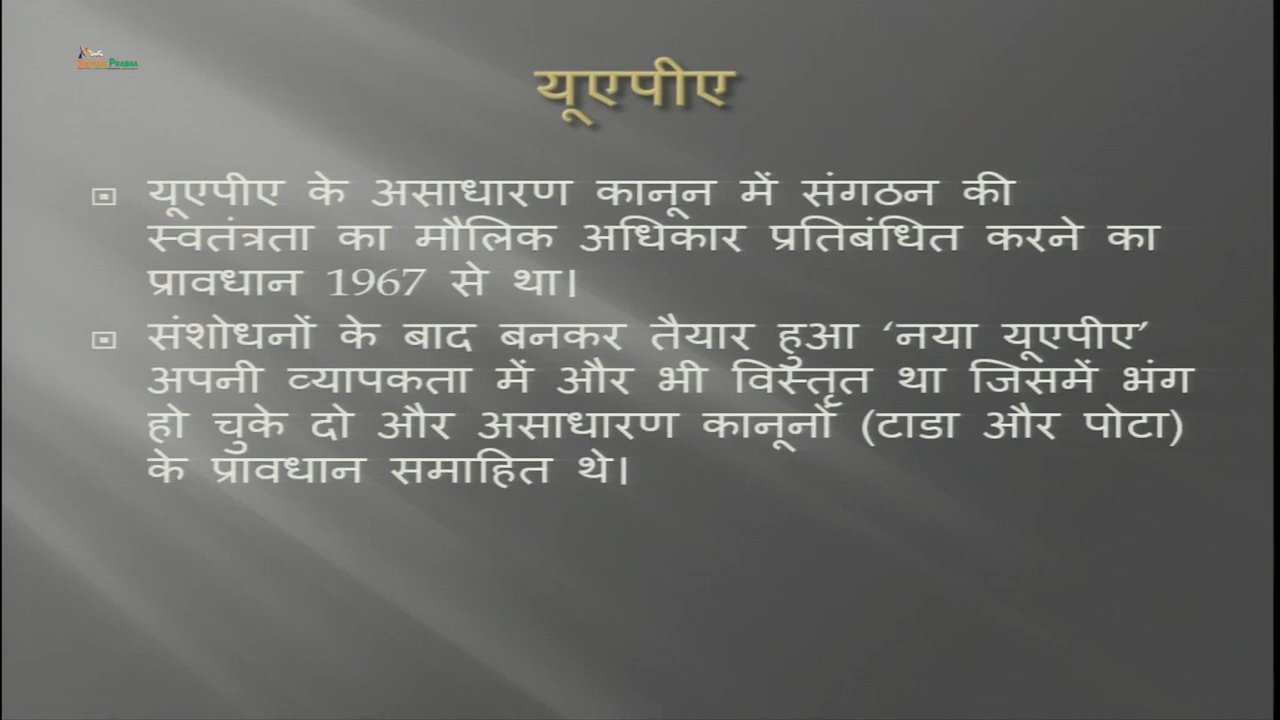 यूएपीए
यूएपीए के असाधारण कानून में संगठन की
स्वतंत्रता का मौलिक अधिकार प्रतिबंधित करने का
प्रावधान 1967 से था।
संशोधनों के बाद बनकर तैयार हुआ ‘नया यूएपीए’
अपनी व्यापकता में और भी विस्तृत था जिसमें भंग
हो चुके दो और असाधारण कानूनों (टाडा और पोटा)
के प्रावधान समाहित थे।